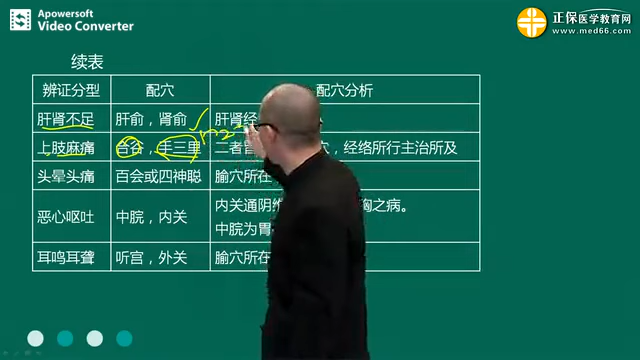 Apowersoft
Video Converter
正保医学教育网
www.med66.com
续表
辨证分型 配穴 配穴分析
肝肾不足 肝俞，肾俞 肝肾经
上肢麻痛 合谷，手三里 二者 穴，经络所行主治所及
头晕头痛 百会或四神聪 腧穴所在
恶心呕吐 中脘，内关 内关通阴维 胸之病。
中脘为胃
耳鸣耳聋 听宫，外关 腧穴所在